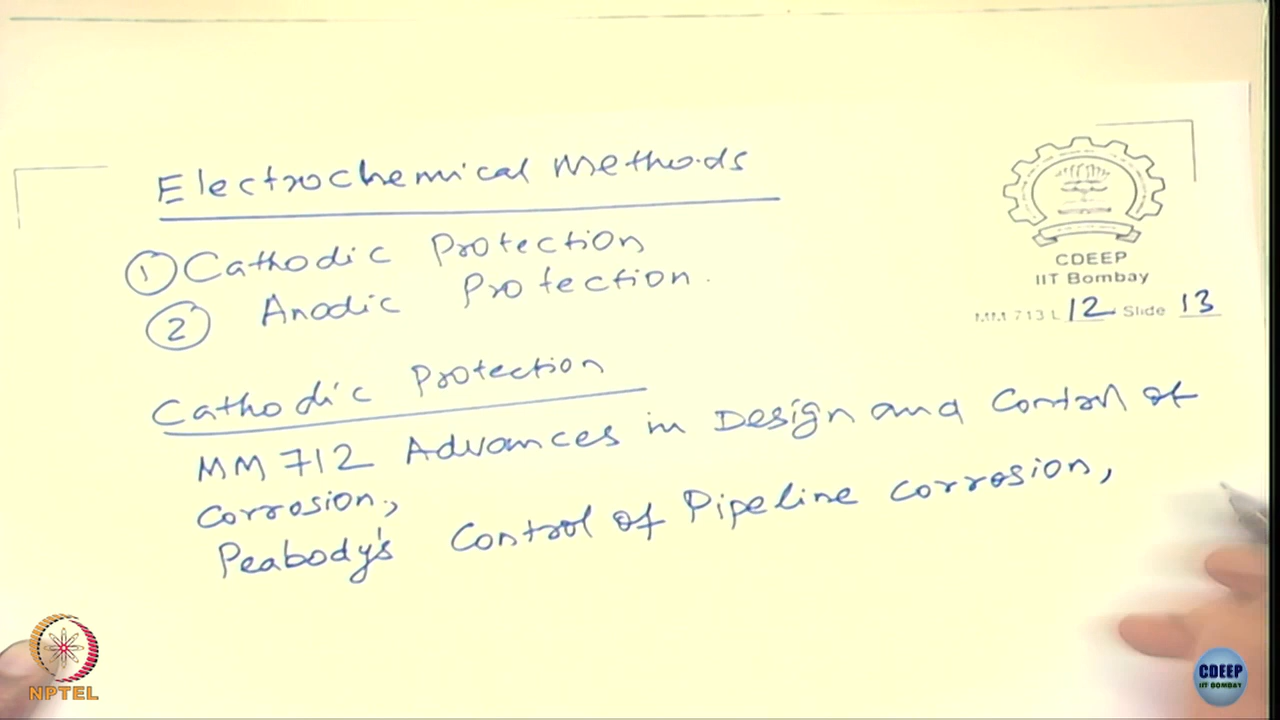 Electrochemical Methods
① Cathodic Protection
② Anodic Protection.
CDEEP
IIT Bombay
MM 713 L 12 Slide 13
Cathodic Protection
MM 712 Advances in Design and Control of
corrosion,
Peabody's Control of Pipeline corrosion,
NPTEL
CDEEP
IIT BOMBAY